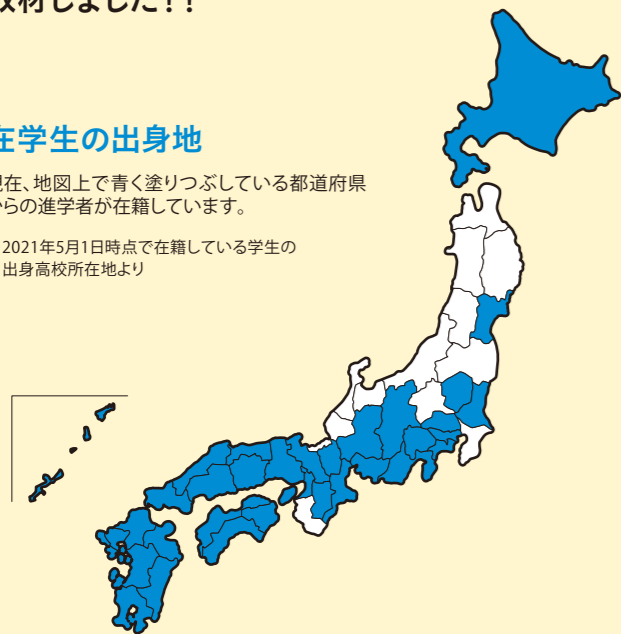 取材しました!!
在学生の出身地
現在、地図上で青く塗りつぶしている都道府県
からの進学者が在籍しています。
2021年5月1日時点で在籍している学生の
出身高校所在地より